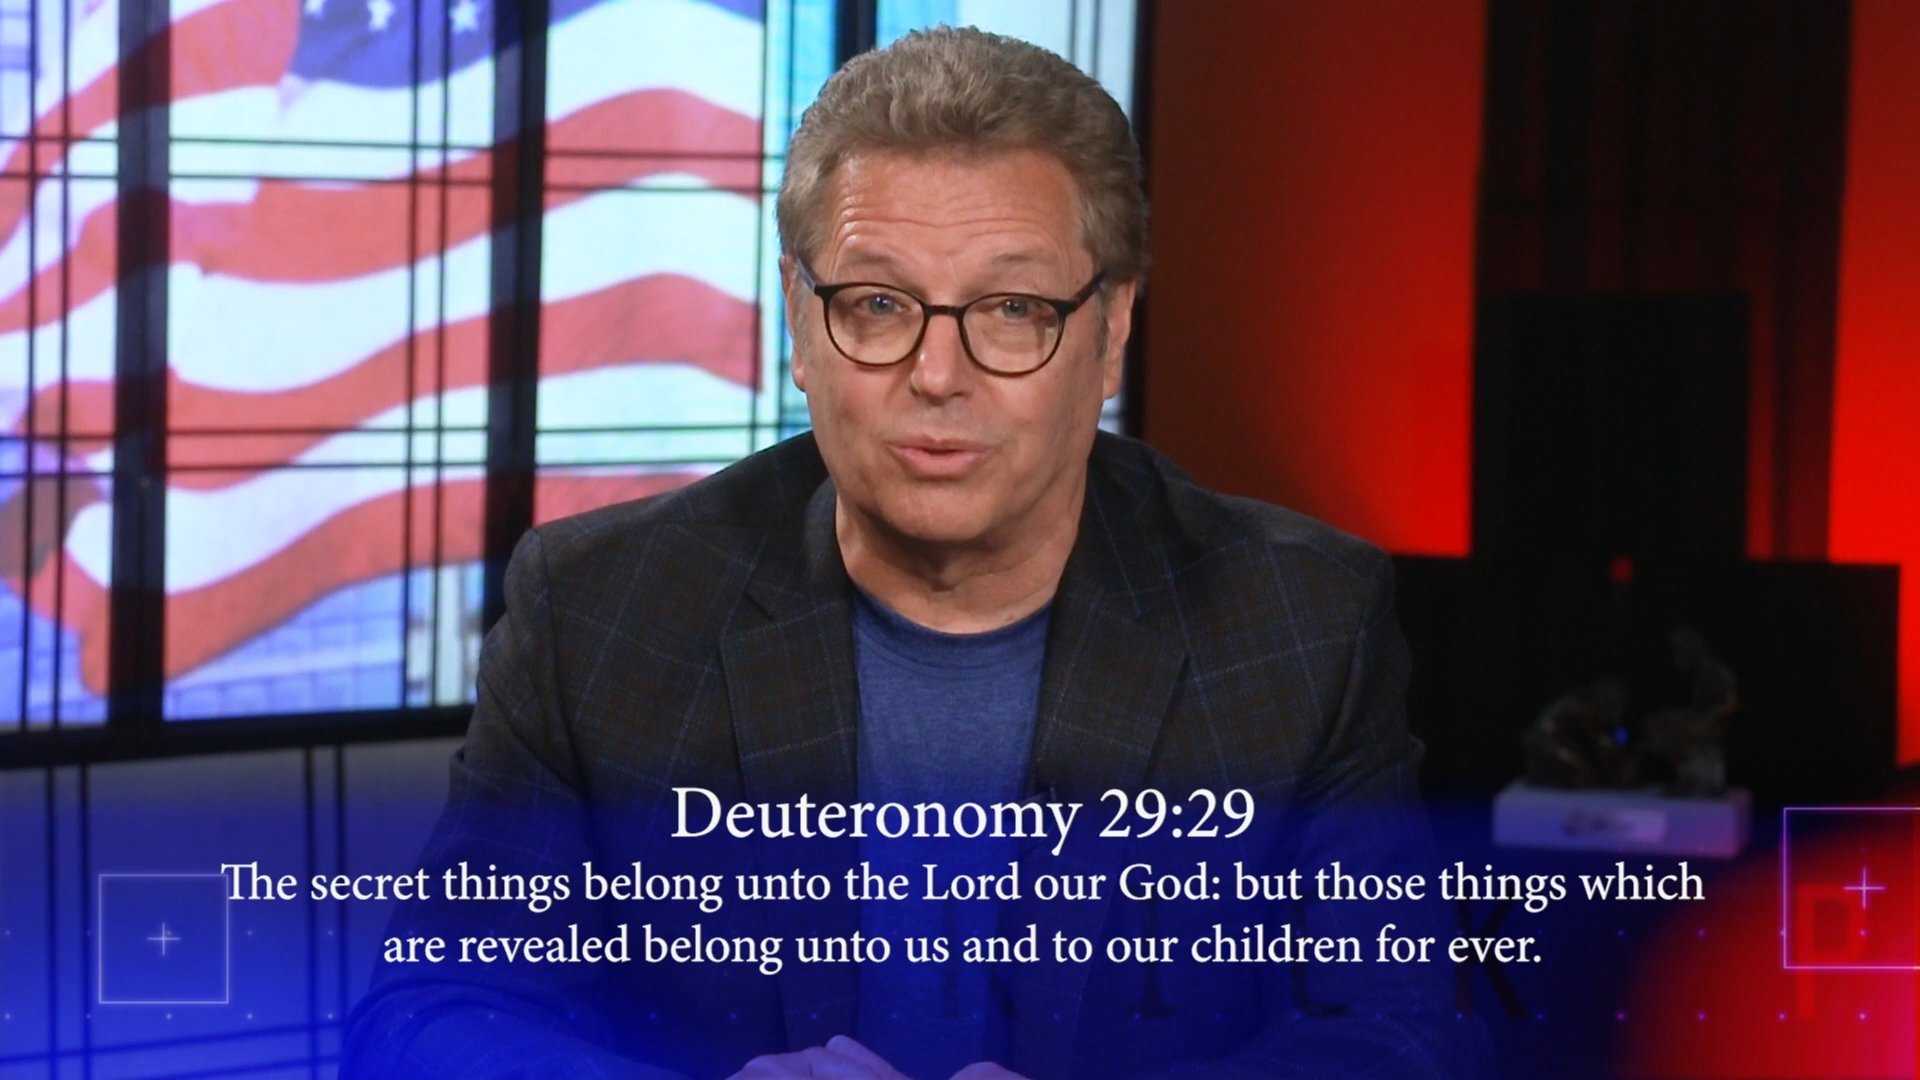 Deuteronomy 29:29
The secret things belong unto the Lord our God: but those things which
are revealed belong unto us and to our children for ever.